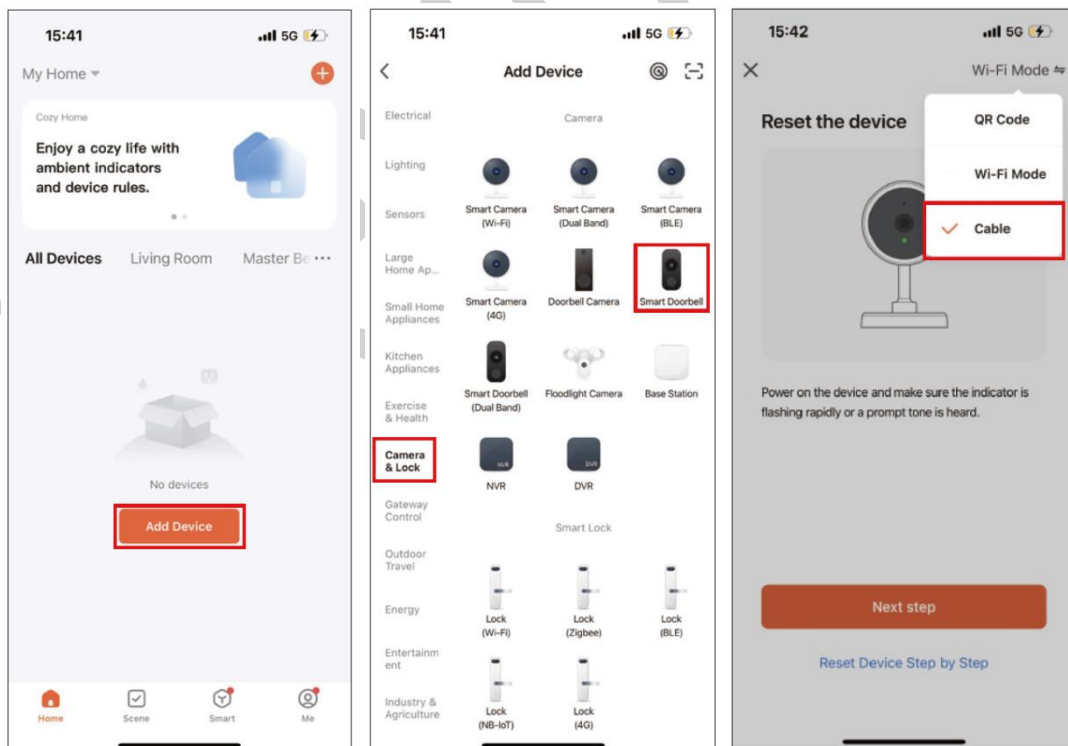 15:41
5G
My Home
Cozy Home
Enjoy a cozy life with
ambient indicators
and device rules.
All Devices Living Room Master Be ···
No devices
Add Device
Home Scene Smart Me
15:41
5G
Add Device
Electrical
Lighting
Sensors
Large
Home Ap...
Small Home
Appliances
Kitchen
Appliances
Exercise
& Health
Camera
& Lock
Gateway
Control
Outdoor
Travel
Energy
Entertainm
ent
Industry &
Agriculture
Camera
Smart Camera
(Wi-Fi)
Smart Camera
(Dual Band)
Smart Camera
(BLE)
Smart Camera
(4G)
Doorbell Camera
Smart Doorbell
Smart Doorbell
(Dual Band)
Floodlight Camera
Base Station
NVR
NVR
DVR
DVR
Smart Lock
Lock
(Wi-Fi)
Lock
(Zigbee)
Lock
(BLE)
Lock
(NB-IoT)
Lock
(4G)
15:42
5G
Wi-Fi Mode
Reset the device
QR Code
Wi-Fi Mode
Cable
Power on the device and make sure the indicator is
flashing rapidly or a prompt tone is heard.
Next step
Reset Device Step by Step